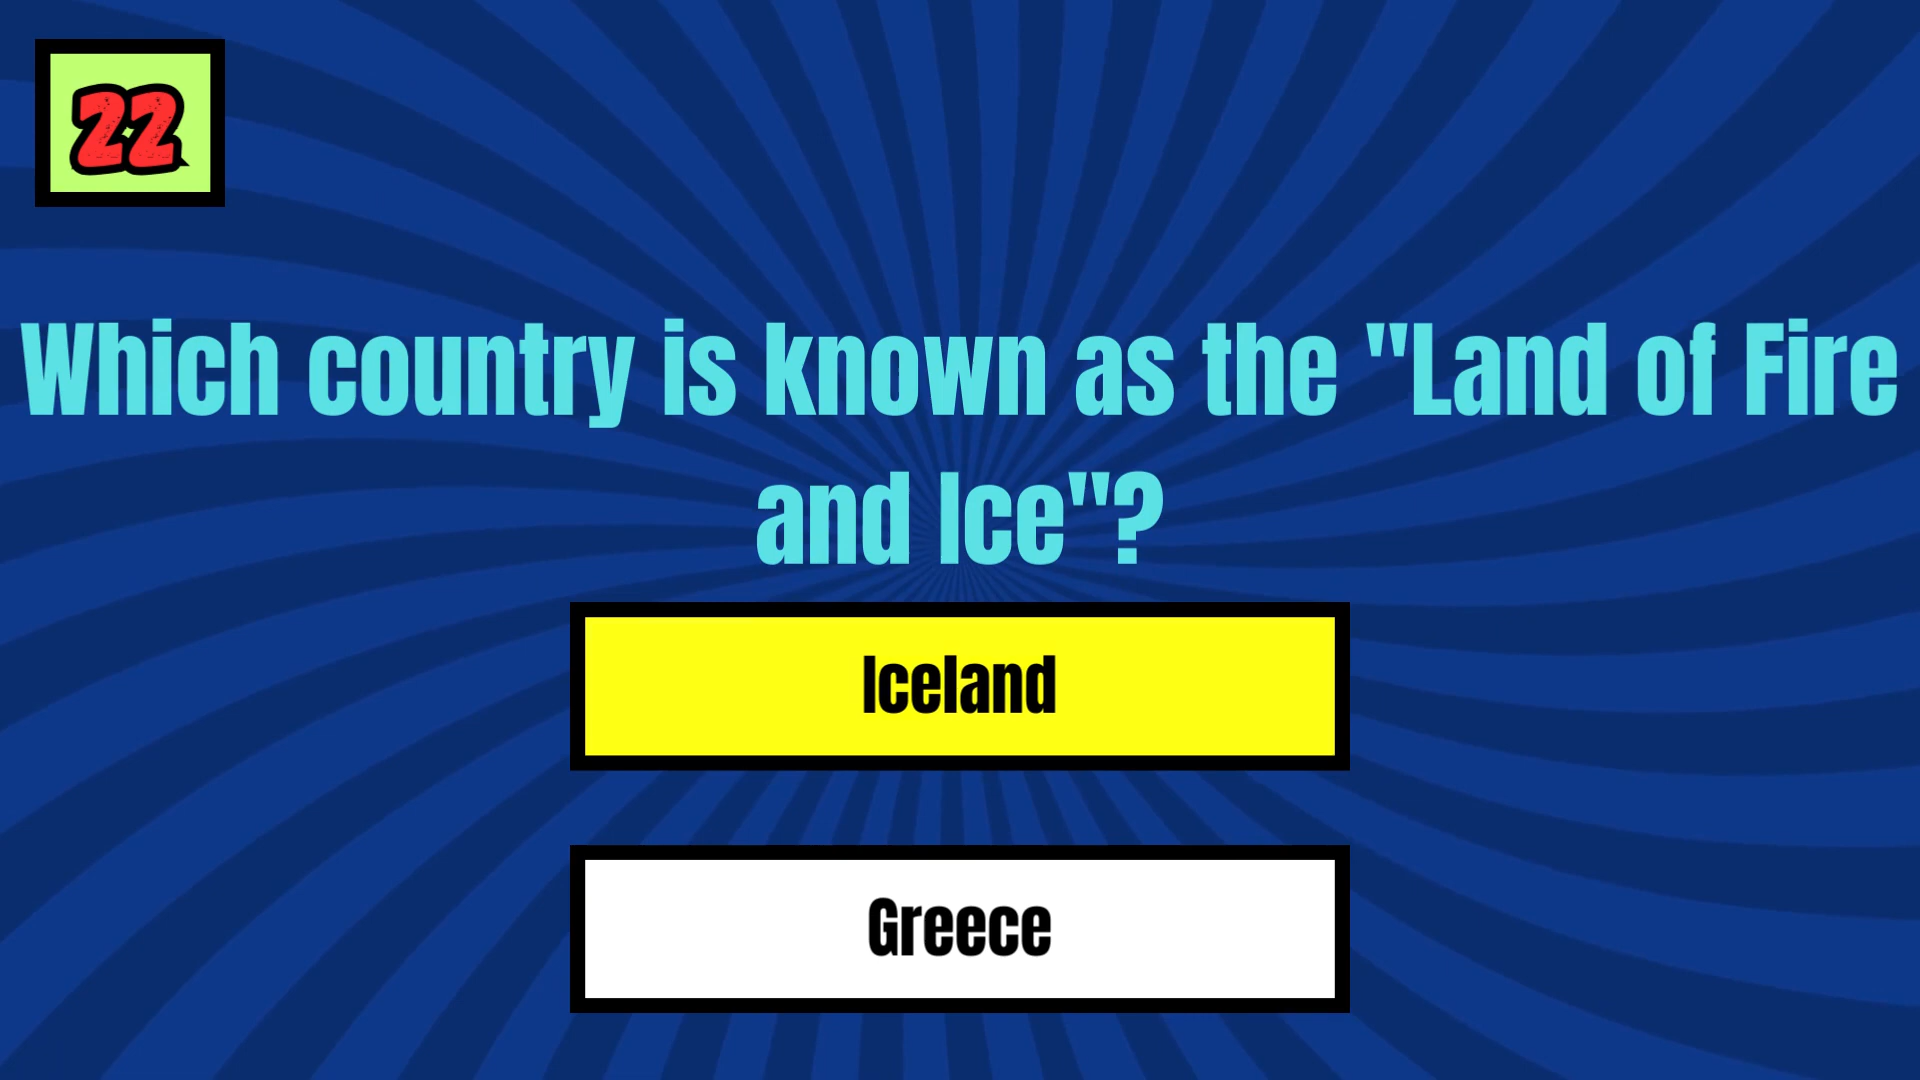 22
Which country is known as the "Land of Fire
and Ice"?
Iceland
Greece